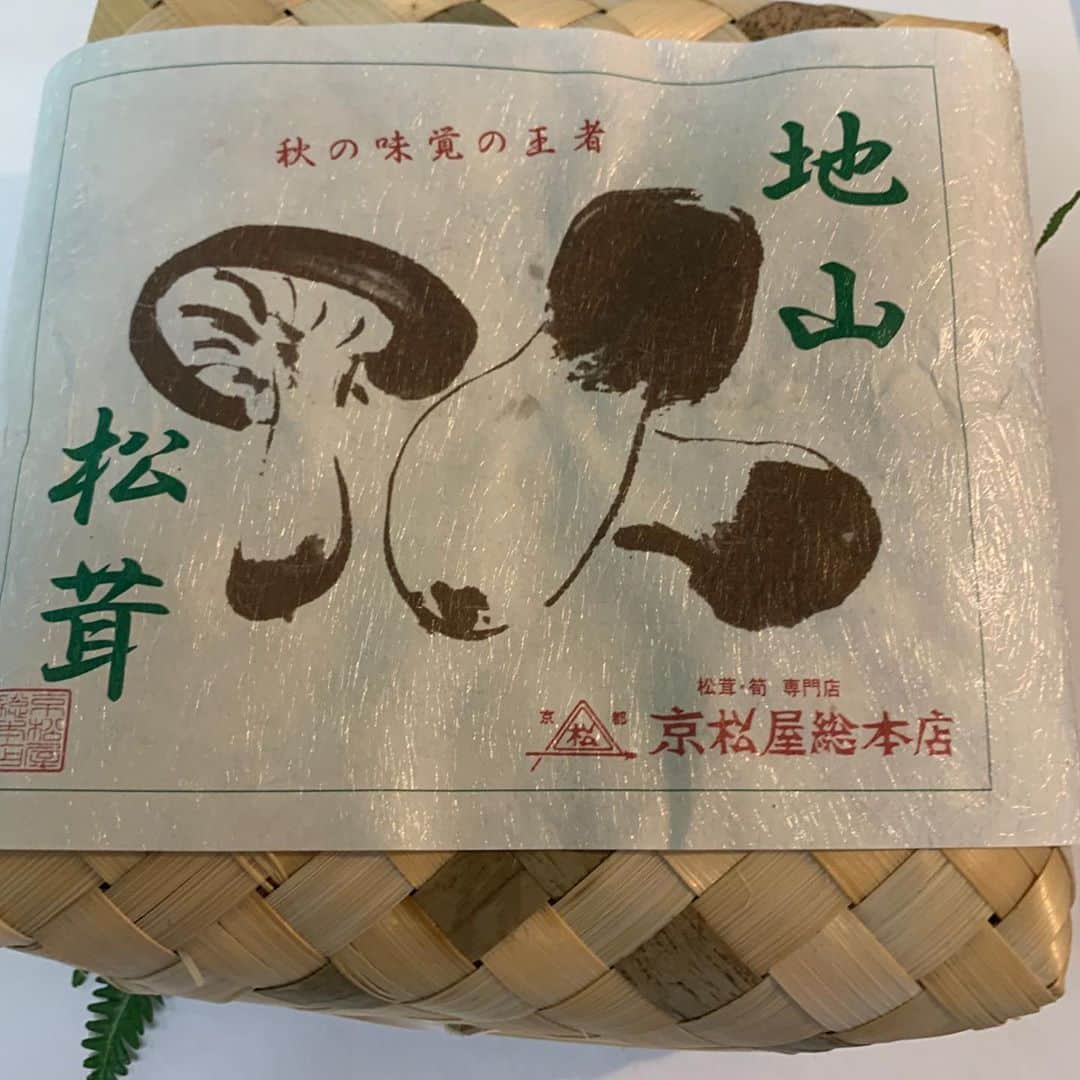 秋の味覚の王者
地山
松茸
松茸・筍 専門店
京都
松
京松屋総本店